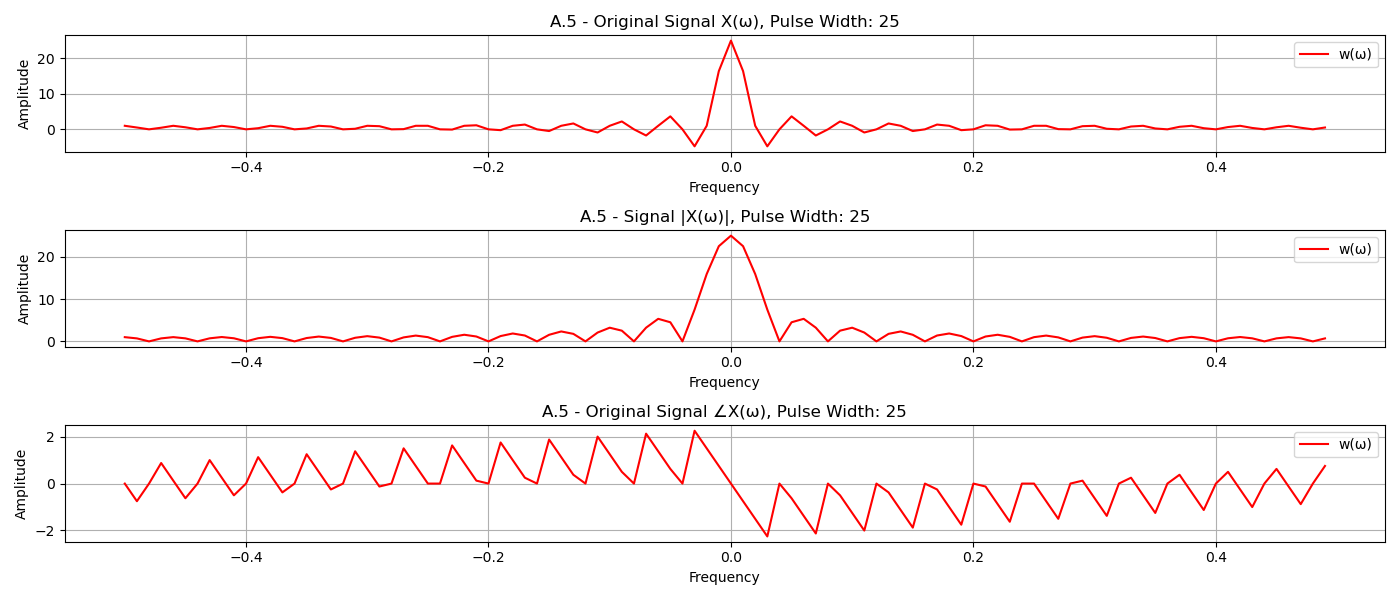 A.5 - Original Signal X(ω), Pulse Width: 25
Amplitude
20
10
0
w(ω)
−0.4 −0.2 0.0 0.2 0.4
Frequency
A.5 - Signal |X(ω)|, Pulse Width: 25
Amplitude
20
10
0
w(ω)
−0.4 −0.2 0.0 0.2 0.4
Frequency
A.5 - Original Signal ∠X(ω), Pulse Width: 25
Amplitude
2
0
−2
w(ω)
−0.4 −0.2 0.0 0.2 0.4
Frequency